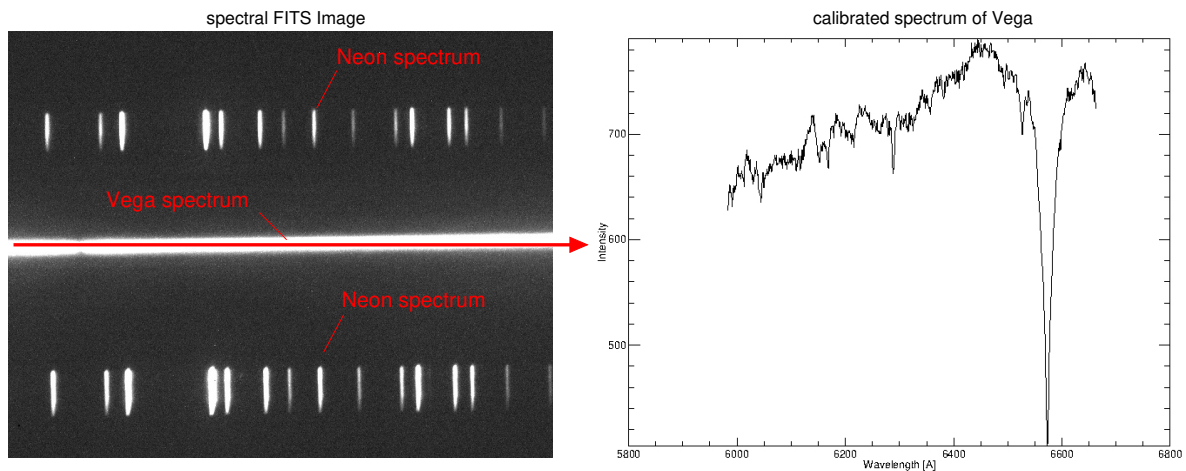 spectral FITS Image
Neon spectrum
Vega spectrum
Neon spectrum
calibrated spectrum of Vega
700
600
500
Intensity
5800 6000 6200 6400 6600 6800
Wavelength [A]